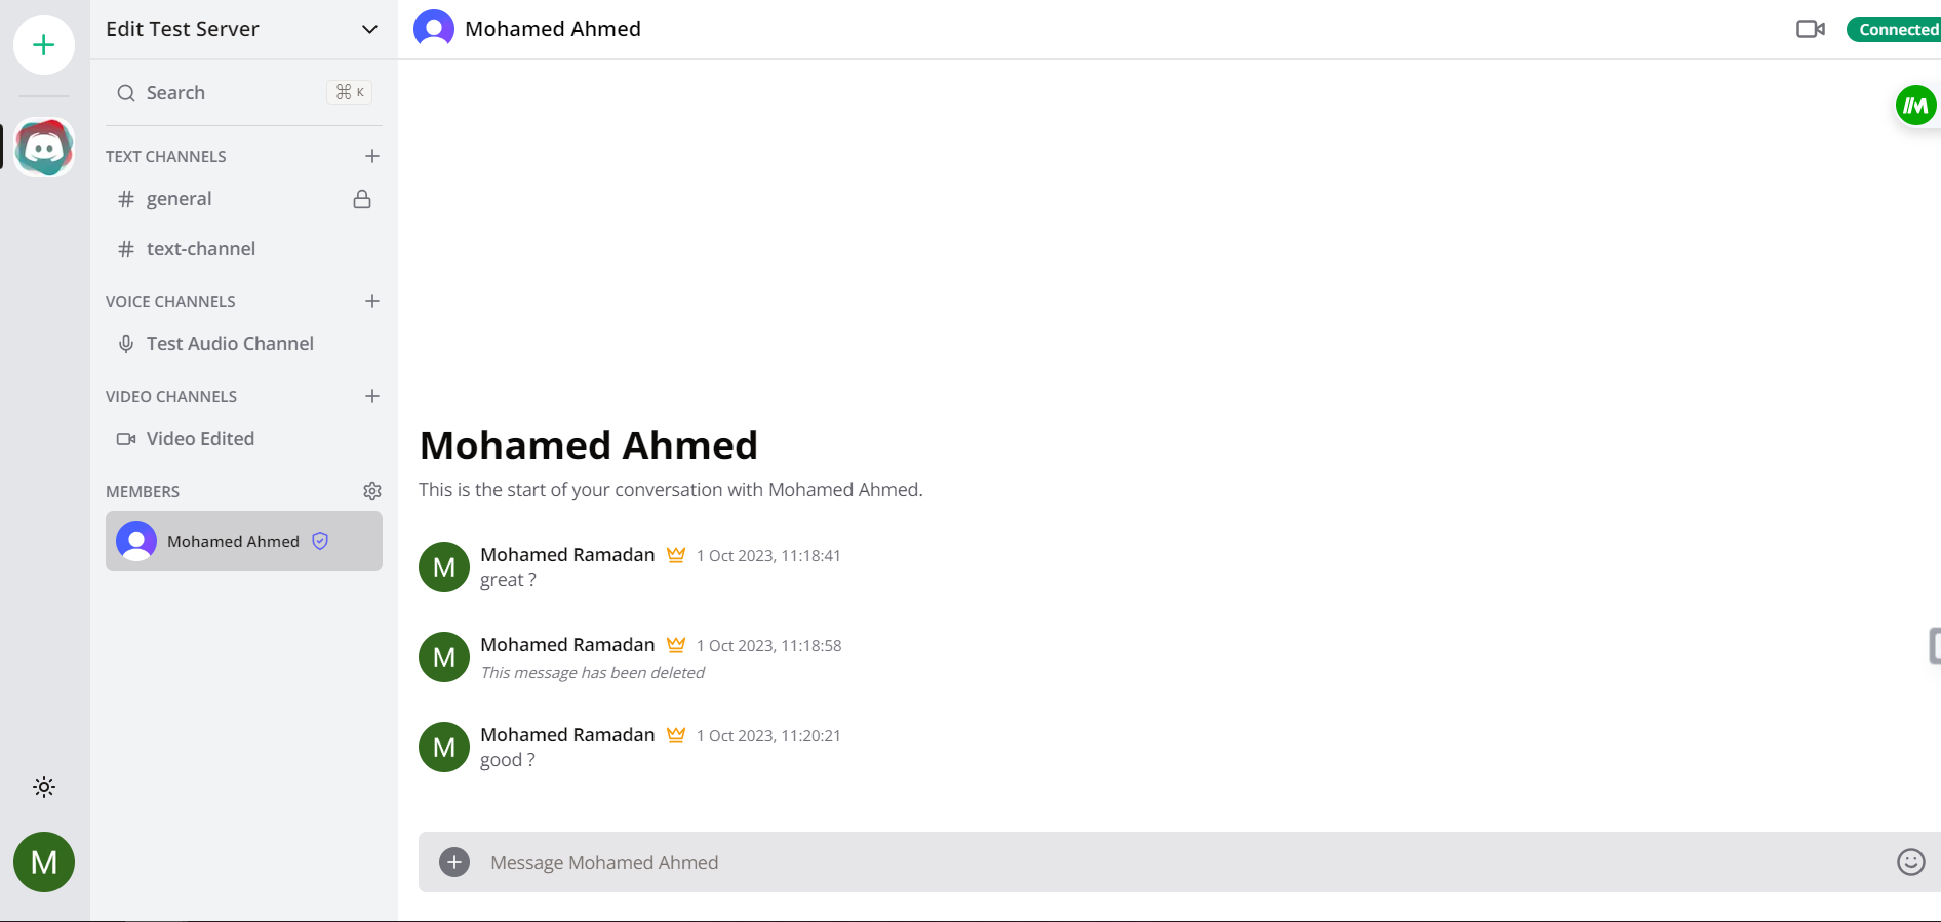 Edit Test Server
Search
⌘ K
TEXT CHANNELS
general
text-channel
VOICE CHANNELS
Test Audio Channel
VIDEO CHANNELS
Video Edited
MEMBERS
Mohamed Ahmed
M
Mohamed Ahmed
Connected
Mohamed Ahmed
This is the start of your conversation with Mohamed Ahmed.
M
Mohamed Ramadan 1 Oct 2023, 11:18:41
great ?
M
Mohamed Ramadan 1 Oct 2023, 11:18:58
This message has been deleted
M
Mohamed Ramadan 1 Oct 2023, 11:20:21
good ?
Message Mohamed Ahmed